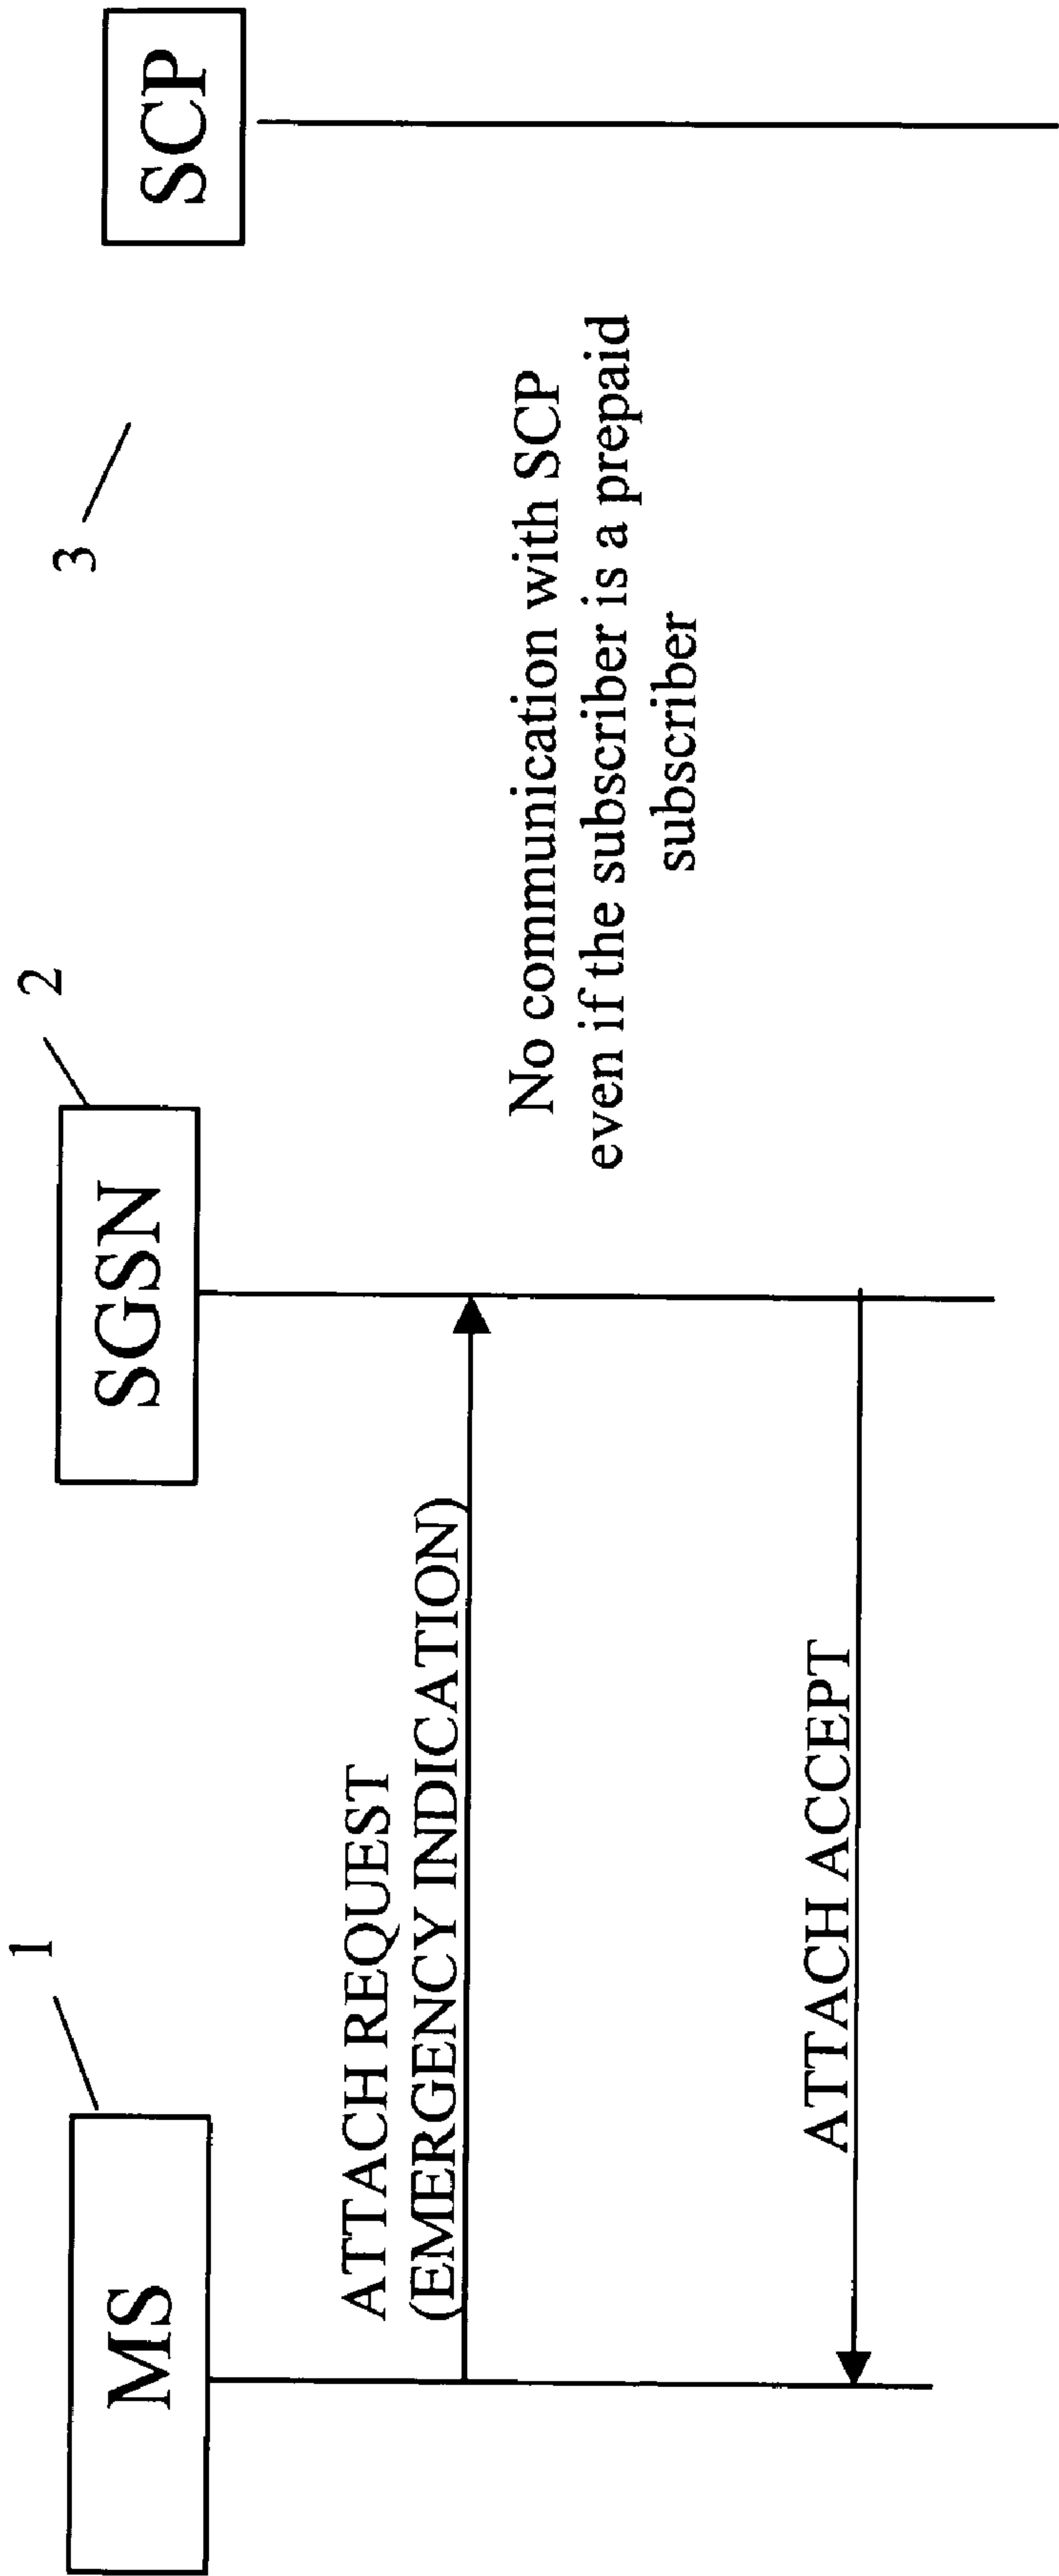 1
2
3
MS
SGSN
SCP
ATTACH REQUEST
(EMERGENCY INDICATION)
No communication with SCP
even if the subscriber is a prepaid
subscriber
ATTACH ACCEPT